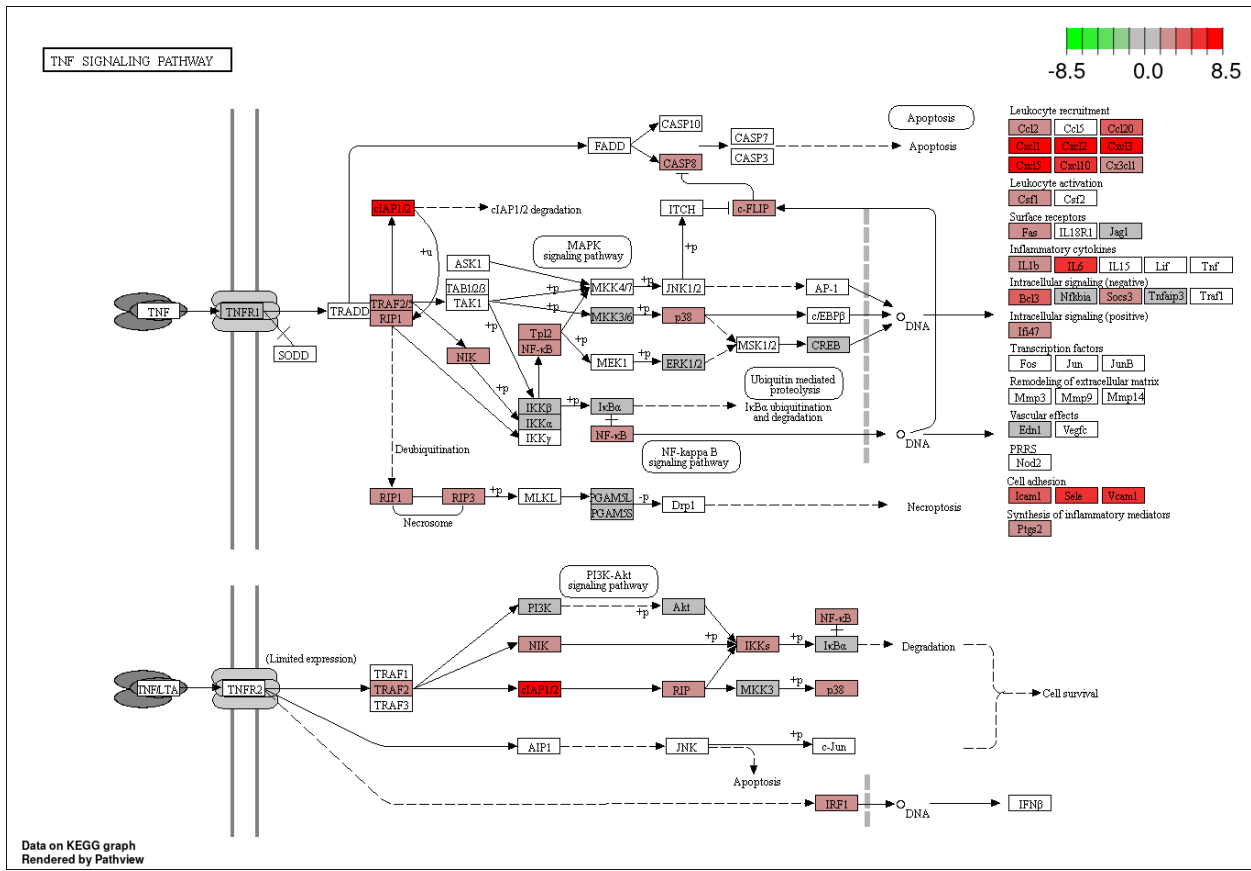 TNF SIGNALING PATHWAY
-8.5 0.0 8.5
Leukocyte recruitment
Ccl2 Ccl5 Ccl20
Cxcl1 Cxcl2 Cxcl3
Cxcl5 Cxcl10 Cx3cl1
Leukocyte activation
Csf1 Csf2
Surface receptors
Fas IL18R1 Jag1
Inflammatory cytokines
IL1b IL6 IL15 Lif Tnf
Intracellular signaling (negative)
Bcl3 Nfkbia Socs3 Tnfaip3 Traf1
Intracellular signaling (positive)
Ifi47
Transcription factors
Fos Jun JunB
Remodeling of extracellular matrix
Mmp3 Mmp9 Mmp14
Vascular effects
Edn1 Vegfc
PRRS
Nod2
Cell adhesion
Icam1 Sele Vcam1
Synthesis of inflammatory mediators
Ptgs2
CASP10
FADD
CASP8
CASP7
CASP3
Apoptosis
Apoptosis
cIAP1/2
cIAP1/2 degradation
+u
ITCH
c-FLIP
+p
MAPK
signaling pathway
ASK1
TAB1/2/3
TAK1
+p
+p
+p
MKK4/7
+p
JNK1/2
AP-1
TNF
TNFR1
SODD
TRADD
TRAF2/5
RIP1
MKK3/6
+p
p38
c/EBPβ
DNA
NIK
+p
Tpl2
NF-κB
+p
MEK1
+p
ERK1/2
MSK1/2
CREB
Ubiquitin mediated
proteolysis
IKKβ
IKKα
IKKγ
+p
IκBα
NF-κB
IκBα ubiquitination
and degradation
DNA
NF-kappa B
signaling pathway
Deubiquitination
RIP1
RIP3
Necrosome
+p
MLKL
PGAM5L
PGAM5S
-p
Drp1
Necroptosis
PI3K-Akt
signaling pathway
PI3K
+p
Akt
NF-κB
(Limited expression)
NIK
+p
IKKs
+p
IκBα
Degradation
TNF/LTA
TNFR2
TRAF1
TRAF2
TRAF3
cIAP1/2
RIP
MKK3
+p
p38
Cell survival
AIP1
JNK
+p
c-Jun
Apoptosis
IRF1
DNA
IFNβ
Data on KEGG graph
Rendered by Pathview